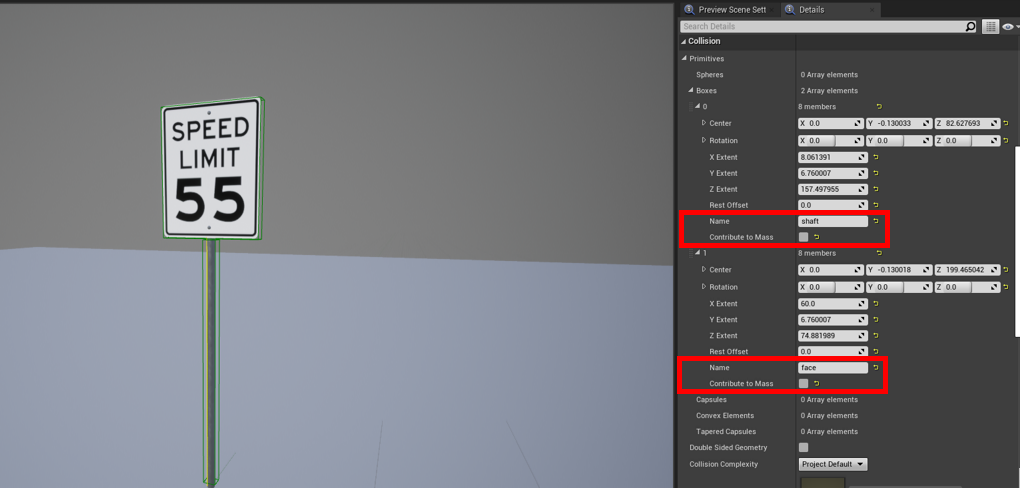 SPEED
LIMIT
55
Preview Scene Sett
Details
Search Details
Collision
Primitives
Spheres 0 Array elements
Boxes 2 Array elements
0 8 members
Center X 0.0 Y -0.130033 Z 82.627693
Rotation X 0.0 Y 0.0 Z 0.0
X Extent 8.061391
Y Extent 6.760007
Z Extent 157.497955
Rest Offset 0.0
Name shaft
Contribute to Mass
1 8 members
Center X 0.0 Y -0.130018 Z 199.465042
Rotation X 0.0 Y 0.0 Z 0.0
X Extent 60.0
Y Extent 6.760007
Z Extent 74.881989
Rest Offset 0.0
Name face
Contribute to Mass
Capsules 0 Array elements
Convex Elements 0 Array elements
Tapered Capsules 0 Array elements
Double Sided Geometry
Collision Complexity Project Default